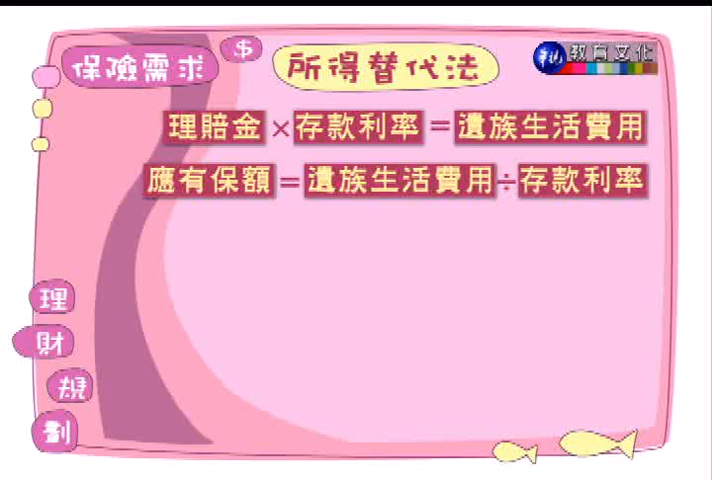 保險需求 $ 所得替代法
華視 教育文化
理賠金×存款利率=遺族生活費用
應有保額=遺族生活費用÷存款利率
理
財
規
劃